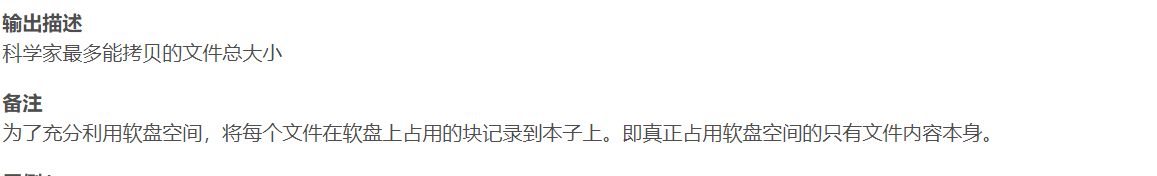 输出描述
科学家最多能拷贝的文件总大小
备注
为了充分利用软盘空间，将每个文件在软盘上占用的块记录到本子上。即真正占用软盘空间的只有文件内容本身。